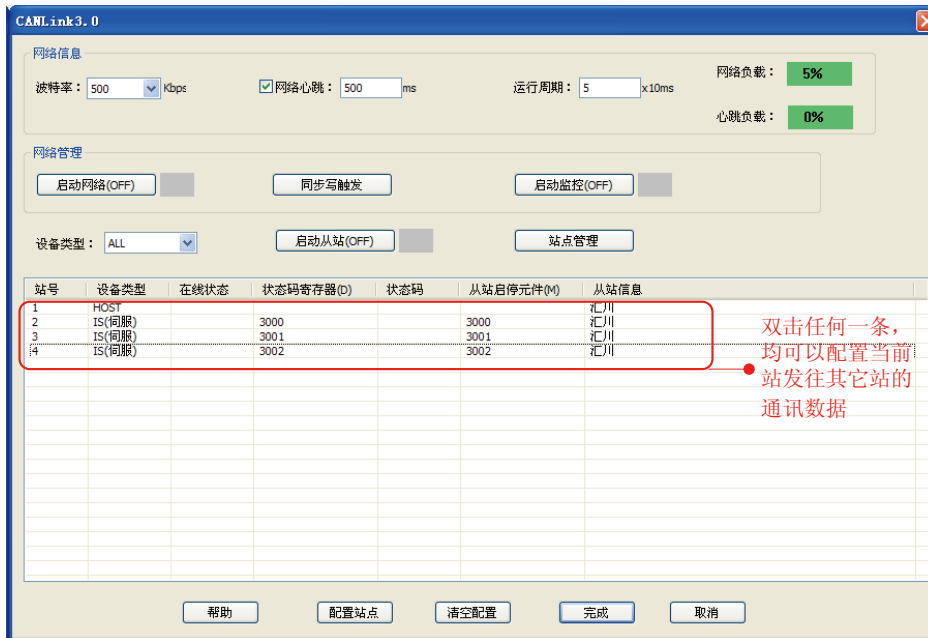 CANLink3.0
网络信息
波特率： 500 Kbps 网络心跳： 500 ms 运行周期： 5 x10ms 网络负载： 5%
心跳负载： 0%
网络管理
启动网络(OFF) 同步写触发 启动监控(OFF)
设备类型： ALL 启动从站(OFF) 站点管理
站号 设备类型 在线状态 状态码寄存器(D) 状态码 从站启停元件(M) 从站信息
1 HOST 汇川
2 IS(伺服) 3000 3000 汇川
3 IS(伺服) 3001 3001 汇川
4 IS(伺服) 3002 3002 汇川
双击任何一条，
均可以配置当前
站发往其它站的
通讯数据
帮助 配置站点 清空配置 完成 取消